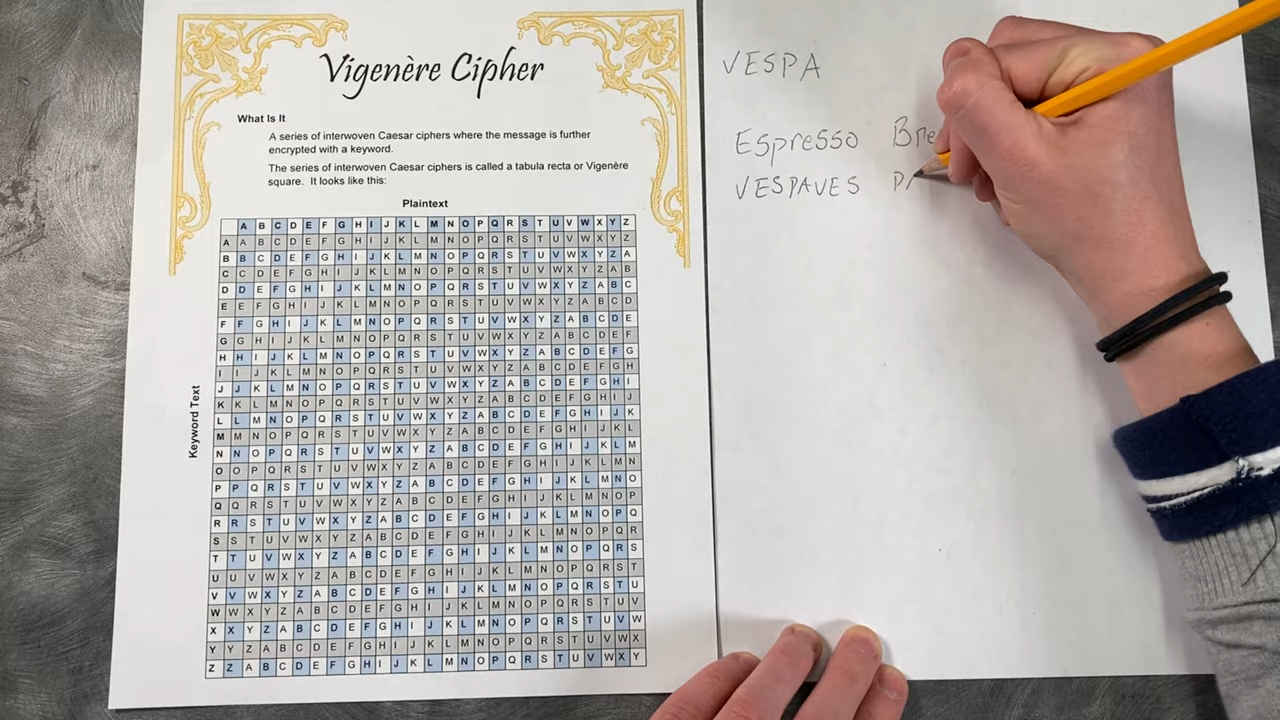 Vigenère Cipher
What Is It
A series of interwoven Caesar ciphers where the message is further
encrypted with a keyword.
The series of interwoven Caesar ciphers is called a tabula recta or Vigenère
square. It looks like this:
Plaintext
A B C D E F G H I J K L M N O P Q R S T U V W X Y Z
A A B C D E F G H I J K L M N O P Q R S T U V W X Y Z
B B C D E F G H I J K L M N O P Q R S T U V W X Y Z A
C C D E F G H I J K L M N O P Q R S T U V W X Y Z A B
D D E F G H I J K L M N O P Q R S T U V W X Y Z A B C
E E F G H I J K L M N O P Q R S T U V W X Y Z A B C D
F F G H I J K L M N O P Q R S T U V W X Y Z A B C D E
G G H I J K L M N O P Q R S T U V W X Y Z A B C D E F
H H I J K L M N O P Q R S T U V W X Y Z A B C D E F G
I I J K L M N O P Q R S T U V W X Y Z A B C D E F G H
J J K L M N O P Q R S T U V W X Y Z A B C D E F G H I
K K L M N O P Q R S T U V W X Y Z A B C D E F G H I J
L L M N O P Q R S T U V W X Y Z A B C D E F G H I J K
M M N O P Q R S T U V W X Y Z A B C D E F G H I J K L
N N O P Q R S T U V W X Y Z A B C D E F G H I J K L M
O O P Q R S T U V W X Y Z A B C D E F G H I J K L M N
P P Q R S T U V W X Y Z A B C D E F G H I J K L M N O
Q Q R S T U V W X Y Z A B C D E F G H I J K L M N O P
R R S T U V W X Y Z A B C D E F G H I J K L M N O P Q
S S T U V W X Y Z A B C D E F G H I J K L M N O P Q R
T T U V W X Y Z A B C D E F G H I J K L M N O P Q R S
U U V W X Y Z A B C D E F G H I J K L M N O P Q R S T
V V W X Y Z A B C D E F G H I J K L M N O P Q R S T U
W W X Y Z A B C D E F G H I J K L M N O P Q R S T U V
X X Y Z A B C D E F G H I J K L M N O P Q R S T U V W
Y Y Z A B C D E F G H I J K L M N O P Q R S T U V W X
Z Z A B C D E F G H I J K L M N O P Q R S T U V W X Y
Keyword Text
VESPA
Espresso
VESPAVES P